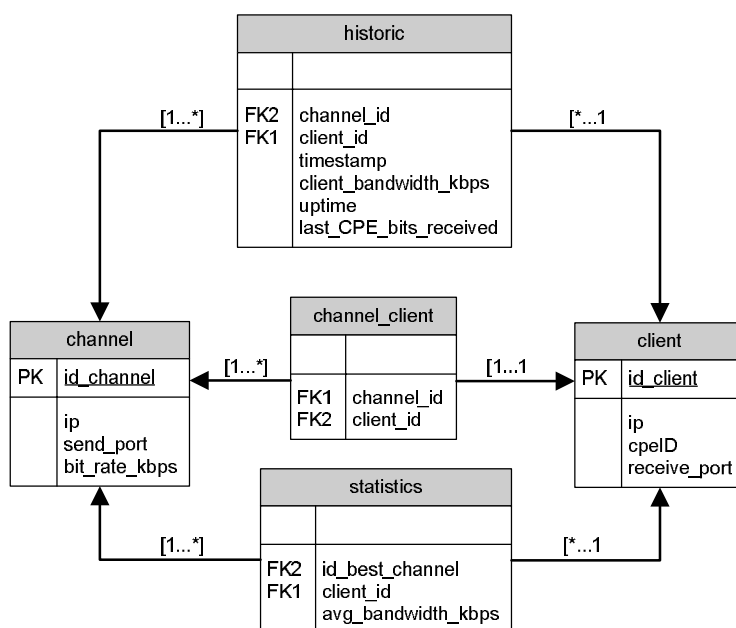 historic
FK2 channel_id
FK1 client_id
timestamp
client_bandwidth_kbps
uptime
last_CPE_bits_received
[1...*]
[*...1
channel
PK id_channel
ip
send_port
bit_rate_kbps
[1...*]
channel_client
FK1 channel_id
FK2 client_id
[1...1
client
PK id_client
ip
cpeID
receive_port
statistics
FK2 id_best_channel
FK1 client_id
avg_bandwidth_kbps
[1...*]
[*...1